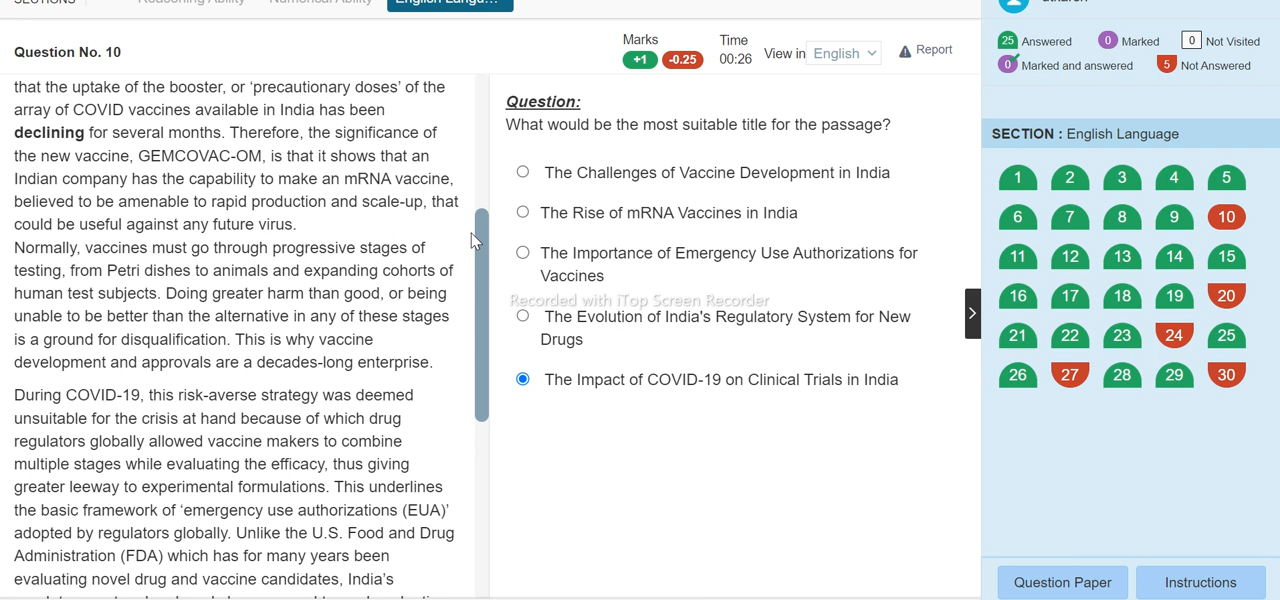 Reasoning Ability
Numerical Ability
English Langu...
Question No. 10
Marks
+1
-0.25
Time
00:26
View in
English
Report
that the uptake of the booster, or ‘precautionary doses’ of the
array of COVID vaccines available in India has been
declining for several months. Therefore, the significance of
the new vaccine, GEMCOVAC-OM, is that it shows that an
Indian company has the capability to make an mRNA vaccine,
believed to be amenable to rapid production and scale-up, that
could be useful against any future virus.
Normally, vaccines must go through progressive stages of
testing, from Petri dishes to animals and expanding cohorts of
human test subjects. Doing greater harm than good, or being
unable to be better than the alternative in any of these stages
is a ground for disqualification. This is why vaccine
development and approvals are a decades-long enterprise.
During COVID-19, this risk-averse strategy was deemed
unsuitable for the crisis at hand because of which drug
regulators globally allowed vaccine makers to combine
multiple stages while evaluating the efficacy, thus giving
greater leeway to experimental formulations. This underlines
the basic framework of ‘emergency use authorizations (EUA)’
adopted by regulators globally. Unlike the U.S. Food and Drug
Administration (FDA) which has for many years been
evaluating novel drug and vaccine candidates, India’s
Question:
What would be the most suitable title for the passage?
The Challenges of Vaccine Development in India
The Rise of mRNA Vaccines in India
The Importance of Emergency Use Authorizations for
Vaccines
Recorded with iTop Screen Recorder
The Evolution of India's Regulatory System for New
Drugs
The Impact of COVID-19 on Clinical Trials in India
25 Answered
0 Marked
0 Not Visited
0 Marked and answered
5 Not Answered
SECTION : English Language
1 2 3 4 5
6 7 8 9 10
11 12 13 14 15
16 17 18 19 20
21 22 23 24 25
26 27 28 29 30
Question Paper
Instructions